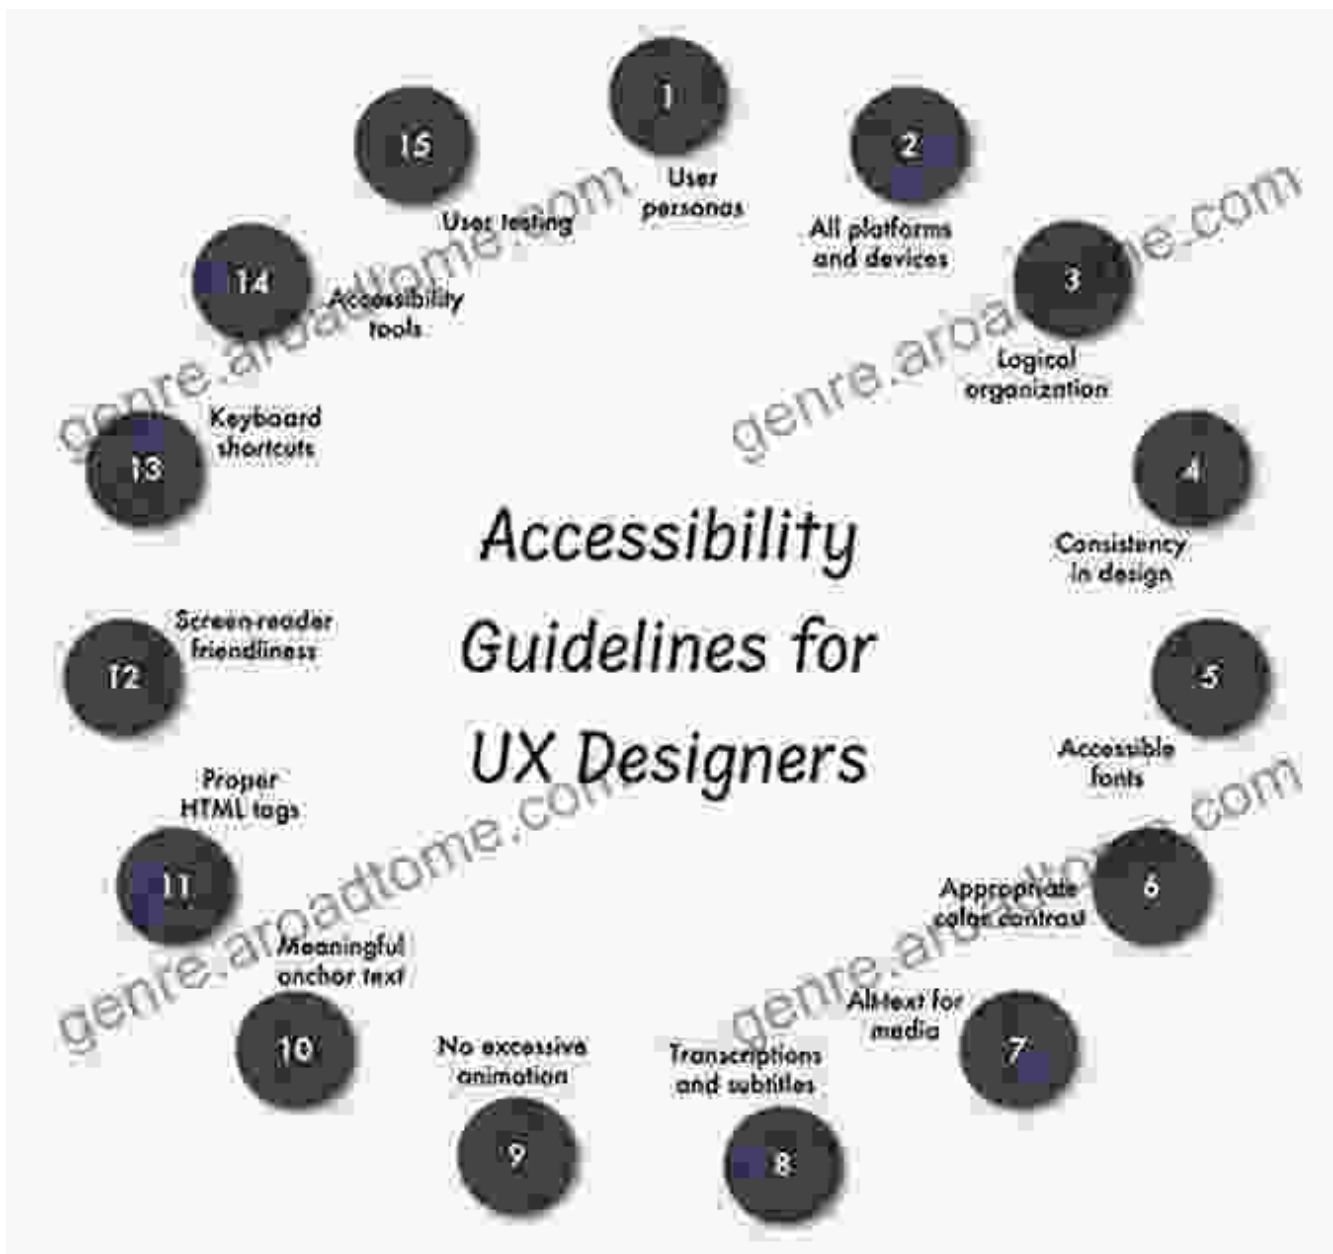 Accessibility
Guidelines for
UX Designers
1
User
personas
2
All platforms
and devices
3
Logical
organization
4
Consistency
in design
5
Accessible
fonts
6
Appropriate
color contrast
7
Alt-text for
media
8
Transcriptions
and subtitles
9
No excessive
animation
10
Meaningful
anchor text
11
Proper
HTML tags
12
Screen-reader
friendliness
13
Keyboard
shortcuts
14
Accessibility
tools
15
User testing
genre.aroadtome.com
genre.aroadtome.com
genre.aroadtome.com
genre.aroadtome.com